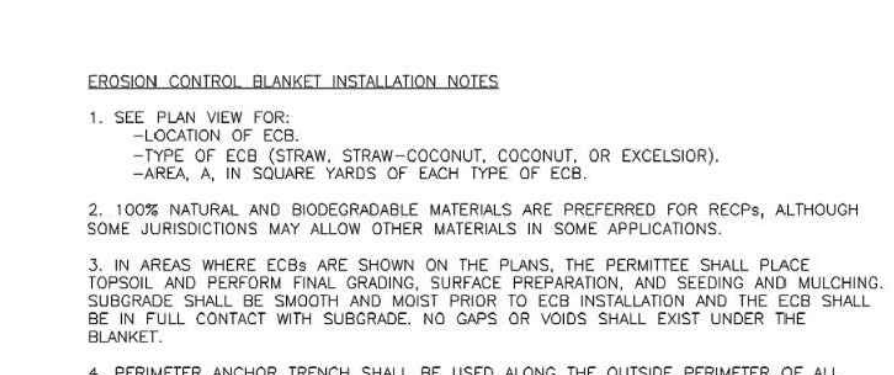 EROSION CONTROL BLANKET INSTALLATION NOTES
1. SEE PLAN VIEW FOR:
-LOCATION OF ECB.
-TYPE OF ECB (STRAW, STRAW-COCONUT, COCONUT, OR EXCELSIOR).
-AREA, A, IN SQUARE YARDS OF EACH TYPE OF ECB.
2. 100% NATURAL AND BIODEGRADABLE MATERIALS ARE PREFERRED FOR RECPs, ALTHOUGH
SOME JURISDICTIONS MAY ALLOW OTHER MATERIALS IN SOME APPLICATIONS.
3. IN AREAS WHERE ECBs ARE SHOWN ON THE PLANS, THE PERMITTEE SHALL PLACE
TOPSOIL AND PERFORM FINAL GRADING, SURFACE PREPARATION, AND SEEDING AND MULCHING.
SUBGRADE SHALL BE SMOOTH AND MOIST PRIOR TO ECB INSTALLATION AND THE ECB SHALL
BE IN FULL CONTACT WITH SUBGRADE. NO GAPS OR VOIDS SHALL EXIST UNDER THE
BLANKET.
4. PERIMETER ANCHOR TRENCH SHALL BE USED ALONG THE OUTSIDE PERIMETER OF ALL